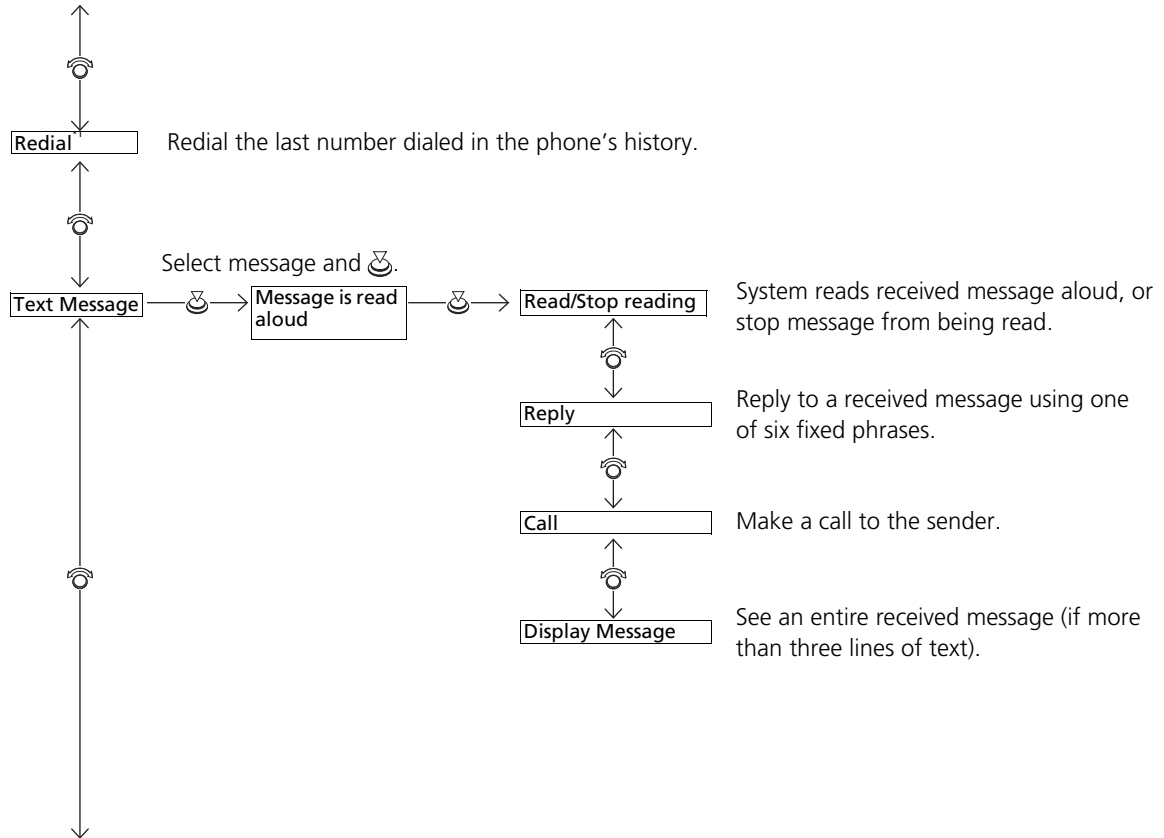 Redial*
Redial the last number dialed in the phone’s history.
Select message and .
Text Message
Message is read
aloud
Read/Stop reading
System reads received message aloud, or
stop message from being read.
Reply
Reply to a received message using one
of six fixed phrases.
Call
Make a call to the sender.
Display Message
See an entire received message (if more
than three lines of text).